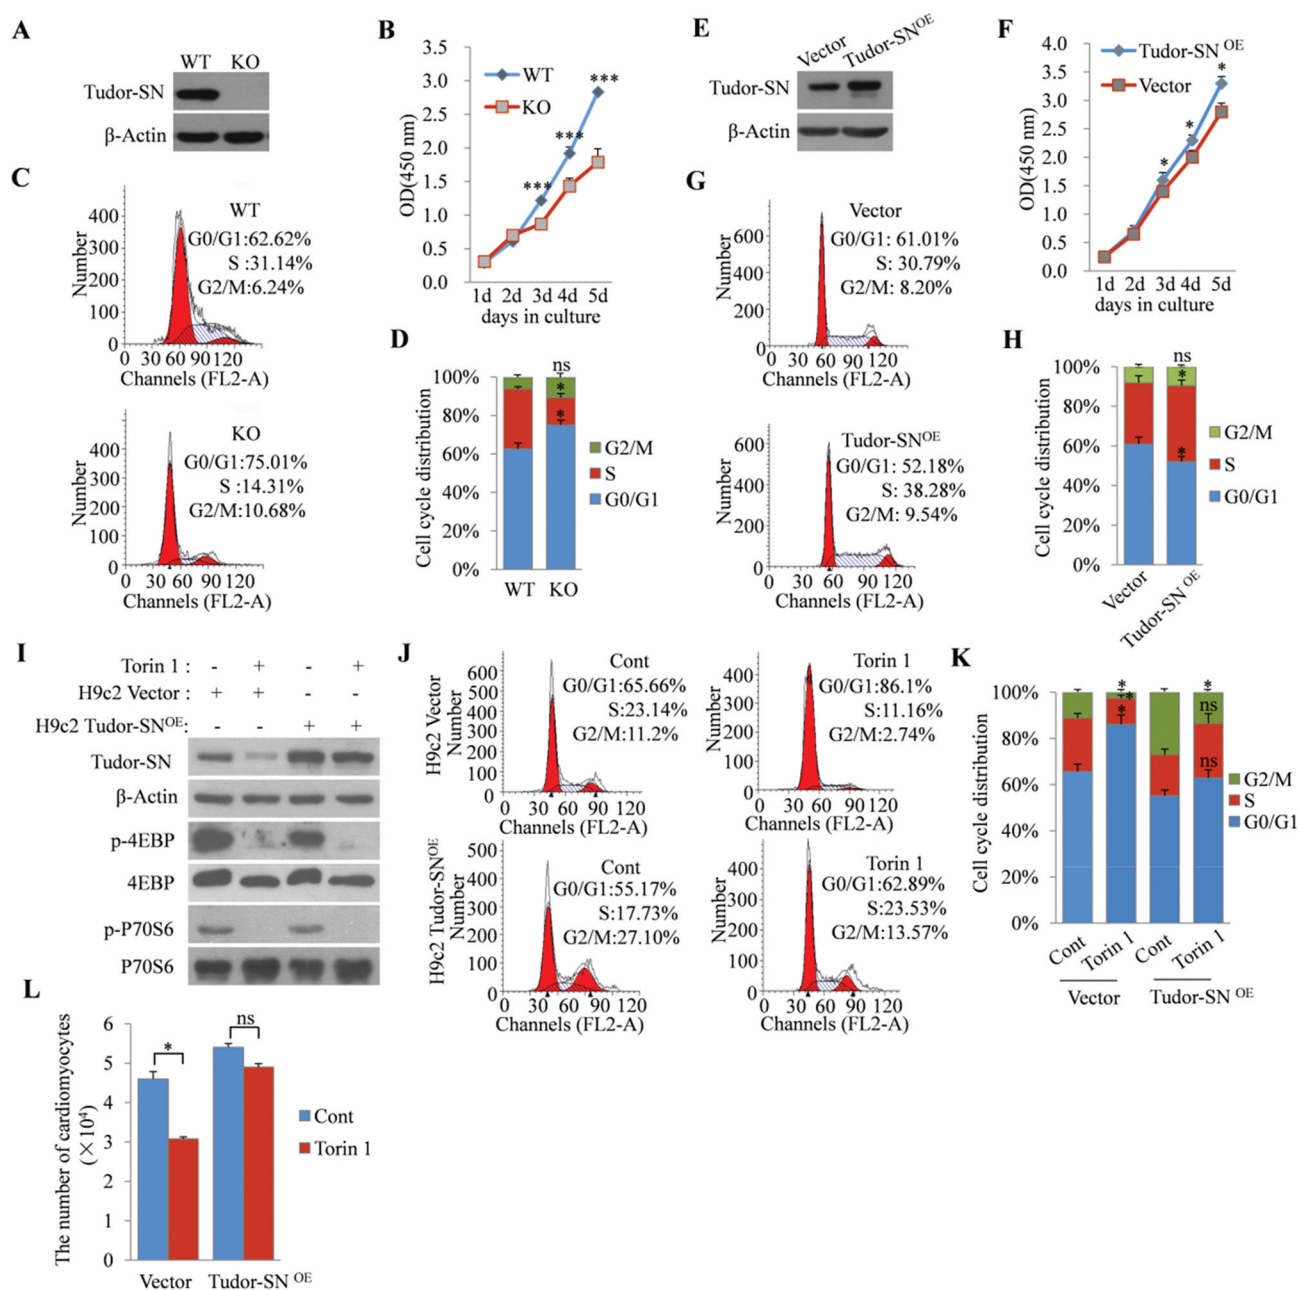 A
WT KO
Tudor-SN
β-Actin
B
3.5
3.0
2.5
2.0
1.5
1.0
0.5
0.0
OD(450 nm)
WT
KO
***
***
***
1d 2d 3d 4d 5d
days in culture
C
WT
G0/G1:62.62%
S :31.14%
G2/M:6.24%
Number
400
300
200
100
0
0 30 60 90 120
Channels (FL2-A)
KO
G0/G1:75.01%
S :14.31%
G2/M:10.68%
Number
400
300
200
100
0
0 30 60 90 120
Channels (FL2-A)
D
Cell cycle distribution
100%
80%
60%
40%
20%
0%
ns
*
*
G2/M
S
G0/G1
WT KO
E
Vector Tudor-SN OE
Tudor-SN
β-Actin
F
4.0
3.5
3.0
2.5
2.0
1.5
1.0
0.5
0.0
OD(450 nm)
Tudor-SN OE
Vector
*
*
*
1d 2d 3d 4d 5d
days in culture
G
Vector
G0/G1: 61.01%
S: 30.79%
G2/M: 8.20%
Number
600
400
200
0
0 30 60 90 120
Channels (FL2-A)
Tudor-SN OE
G0/G1: 52.18%
S: 38.28%
G2/M: 9.54%
Number
600
400
200
0
0 30 60 90 120
Channels (FL2-A)
H
Cell cycle distribution
100%
80%
60%
40%
20%
0%
ns
*
*
G2/M
S
G0/G1
Vector
Tudor-SN OE
I
Torin 1 : - + - +
H9c2 Vector : + + - -
H9c2 Tudor-SN OE: - - + +
Tudor-SN
β-Actin
p-4EBP
4EBP
p-P70S6
P70S6
J
H9c2 Vector
Number
600
500
400
300
200
100
0
Cont
G0/G1:65.66%
S:23.14%
G2/M:11.2%
0 30 60 90 120
Channels (FL2-A)
400
300
200
100
0
Torin 1
G0/G1:86.1%
S:11.16%
G2/M:2.74%
0 30 60 90 120
Channels (FL2-A)
H9c2 Tudor-SN OE
Number
500
400
300
200
100
0
Cont
G0/G1:55.17%
S:17.73%
G2/M:27.10%
0 30 60 90 120
Channels (FL2-A)
Number
400
300
200
100
0
Torin 1
G0/G1:62.89%
S:23.53%
G2/M:13.57%
0 30 60 90 120
Channels (FL2-A)
K
Cell cycle distribution
100%
80%
60%
40%
20%
0%
* *
* ns
* ns
G2/M
S
G0/G1
Cont Torin 1 Cont Torin 1
Vector Tudor-SN OE
L
The number of cardiomyocytes
(×10⁴)
6
5
4
3
2
1
0
*
ns
Cont
Torin 1
Vector Tudor-SN OE